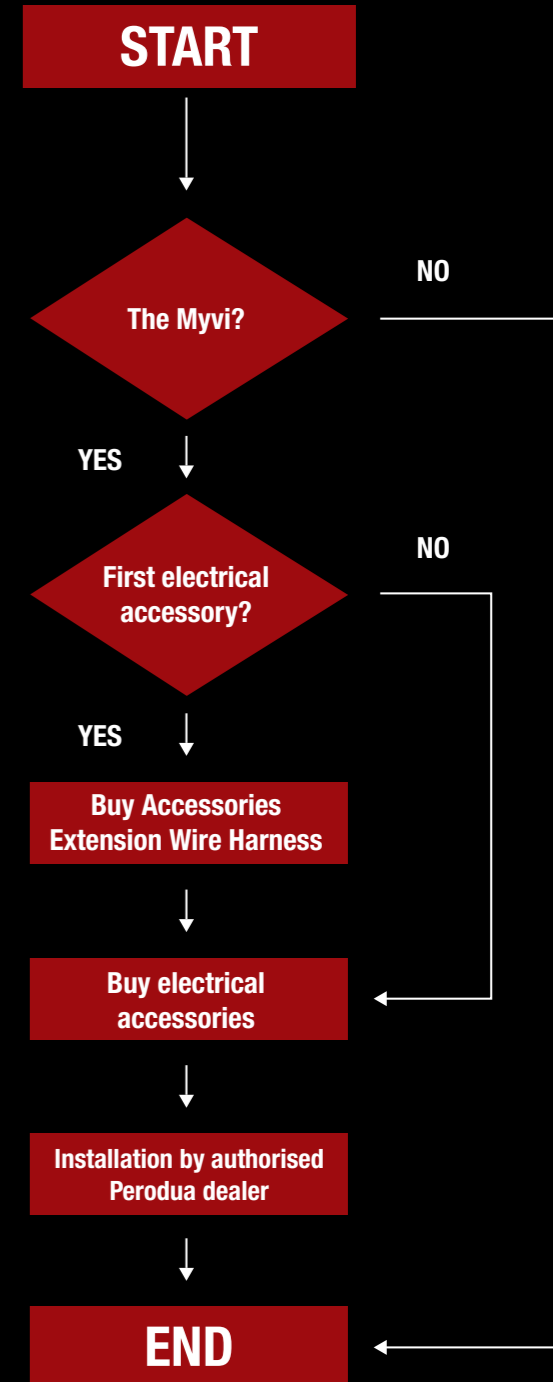 START
NO
The Myvi?
YES
NO
First electrical
accessory?
YES
Buy Accessories
Extension Wire Harness
Buy electrical
accessories
Installation by authorised
Perodua dealer
END